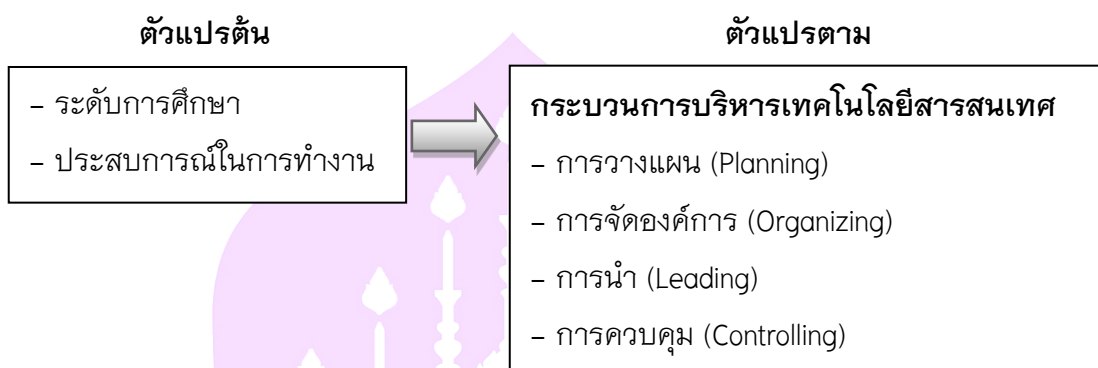 ตัวแปรต้น
- ระดับการศึกษา
- ประสบการณ์ในการทำงาน
ตัวแปรตาม
กระบวนการบริหารเทคโนโลยีสารสนเทศ
- การวางแผน (Planning)
- การจัดองค์การ (Organizing)
- การนำ (Leading)
- การควบคุม (Controlling)